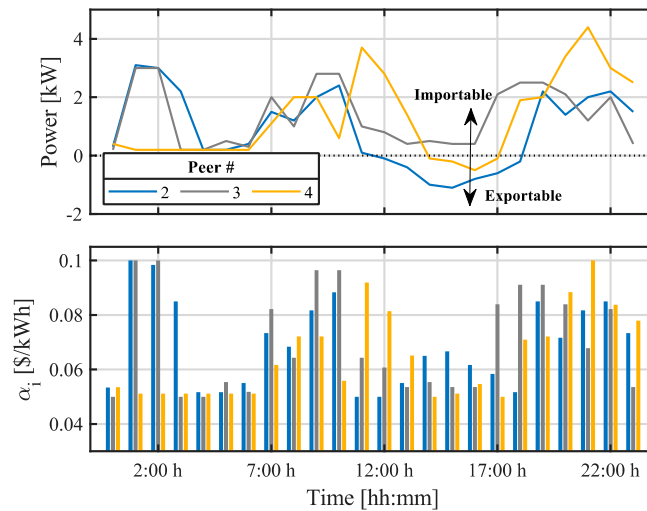 Power [kW]
4
2
0
-2
Importable
Exportable
Peer #
2 3 4
α_i [$/kWh]
0.1
0.08
0.06
0.04
2:00 h 7:00 h 12:00 h 17:00 h 22:00 h
Time [hh:mm]